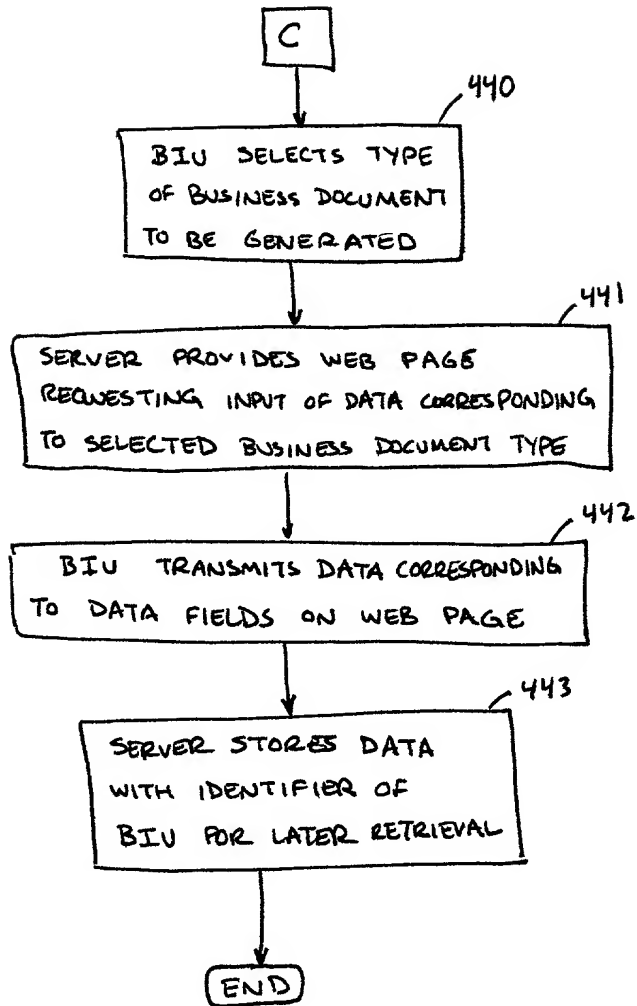 C
440
BIU SELECTS TYPE
OF BUSINESS DOCUMENT
TO BE GENERATED
441
SERVER PROVIDES WEB PAGE
REQUESTING INPUT OF DATA CORRESPONDING
TO SELECTED BUSINESS DOCUMENT TYPE
442
BIU TRANSMITS DATA CORRESPONDING
TO DATA FIELDS ON WEB PAGE
443
SERVER STORES DATA
WITH IDENTIFIER OF
BIU FOR LATER RETRIEVAL
END